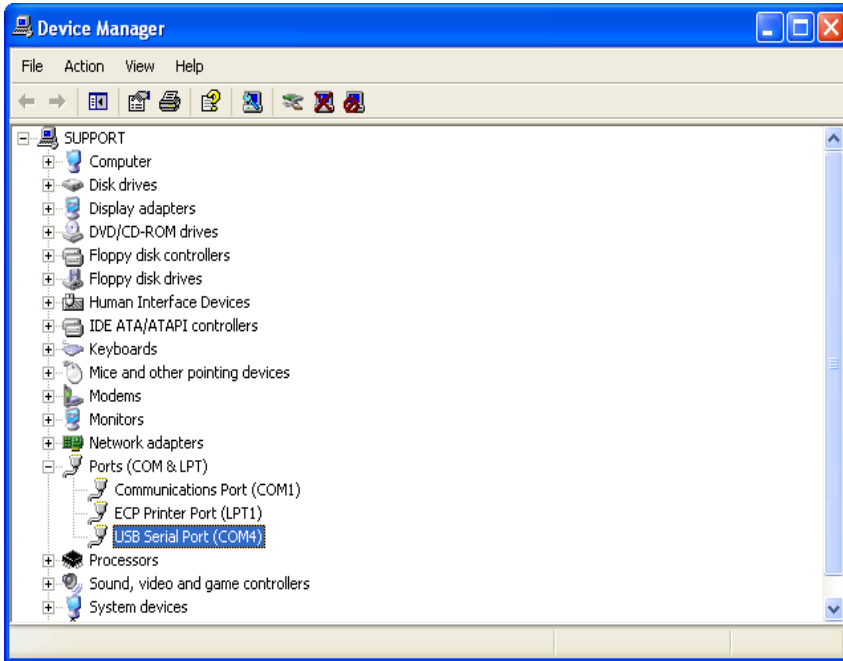 Device Manager
File Action View Help
SUPPORT
Computer
Disk drives
Display adapters
DVD/CD-ROM drives
Floppy disk controllers
Floppy disk drives
Human Interface Devices
IDE ATA/ATAPI controllers
Keyboards
Mice and other pointing devices
Modems
Monitors
Network adapters
Ports (COM & LPT)
Communications Port (COM1)
ECP Printer Port (LPT1)
USB Serial Port (COM4)
Processors
Sound, video and game controllers
System devices